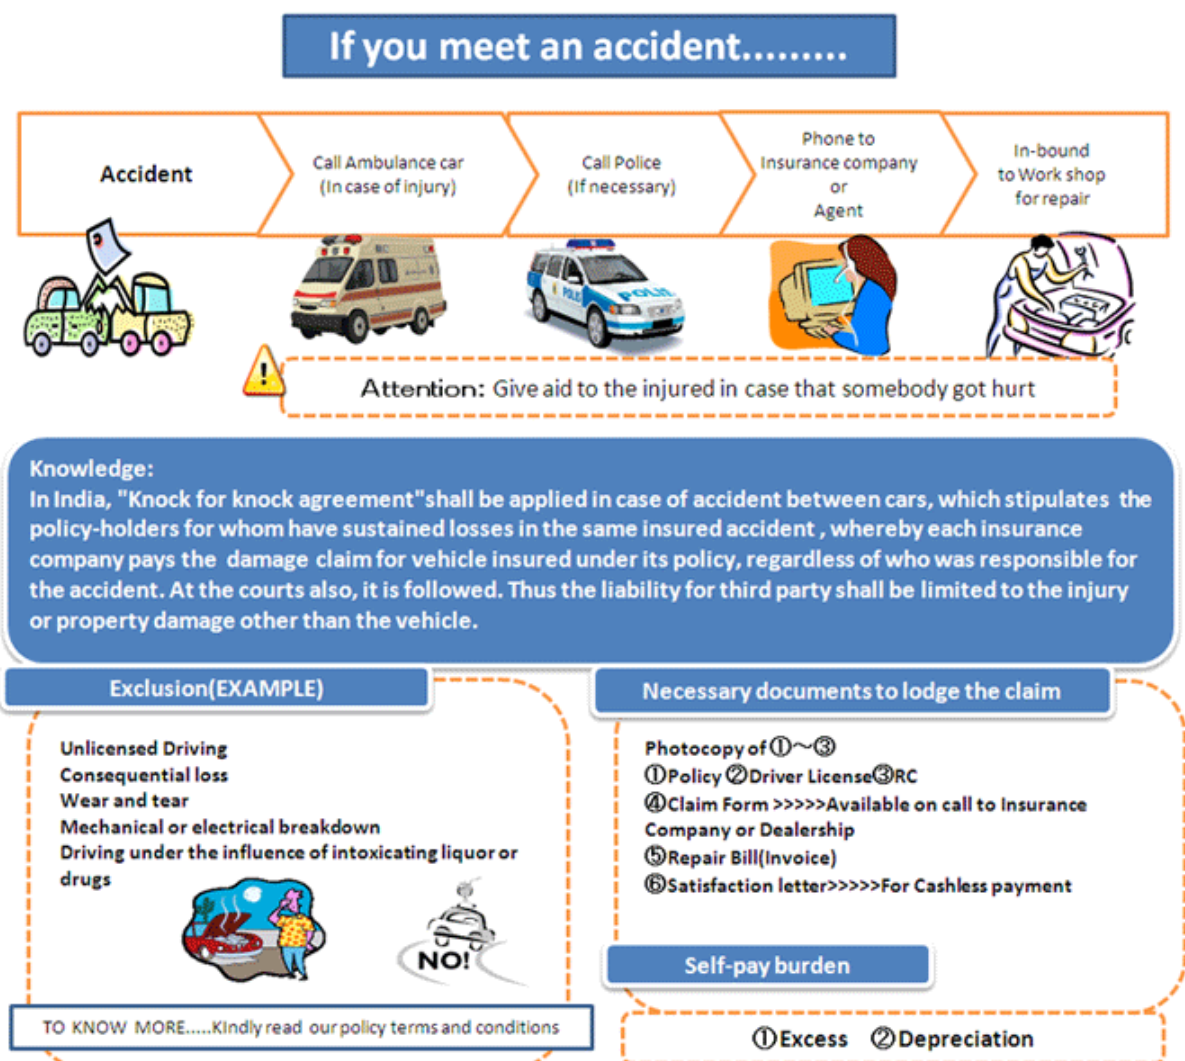 If you meet an accident.........
Accident
Call Ambulance car
(In case of injury)
Call Police
(If necessary)
Phone to
Insurance company
or
Agent
In-bound
to Work shop
for repair
POLIS
POLIS
Attention: Give aid to the injured in case that somebody got hurt
Knowledge:
In India, "Knock for knock agreement"shall be applied in case of accident between cars, which stipulates the
policy-holders for whom have sustained losses in the same insured accident , whereby each insurance
company pays the damage claim for vehicle insured under its policy, regardless of who was responsible for
the accident. At the courts also, it is followed. Thus the liability for third party shall be limited to the injury
or property damage other than the vehicle.
Exclusion(EXAMPLE)
Unlicensed Driving
Consequential loss
Wear and tear
Mechanical or electrical breakdown
Driving under the influence of intoxicating liquor or
drugs
NO!
TO KNOW MORE.....KIndly read our policy terms and conditions
Necessary documents to lodge the claim
Photocopy of ①～③
①Policy ②Driver License③RC
④Claim Form >>>>>Available on call to Insurance
Company or Dealership
⑤Repair Bill(Invoice)
⑥Satisfaction letter>>>>>For Cashless payment
Self-pay burden
①Excess ②Depreciation